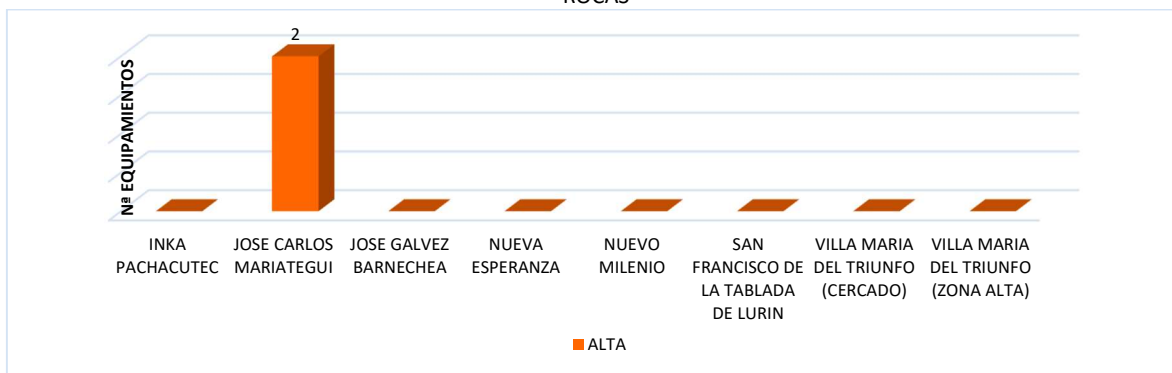 ROCAS
2
Nª EQUIPAMIENTOS
INKA
PACHACUTEC
JOSE CARLOS
MARIATEGUI
JOSE GALVEZ
BARNECHEA
NUEVA
ESPERANZA
NUEVO
MILENIO
SAN
FRANCISCO DE
LA TABLADA
DE LURIN
VILLA MARIA
DEL TRIUNFO
(CERCADO)
VILLA MARIA
DEL TRIUNFO
(ZONA ALTA)
ALTA